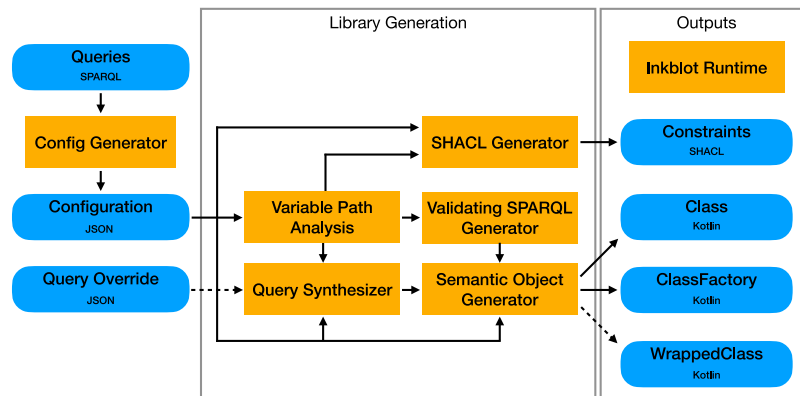 Library Generation
Outputs
Queries
SPARQL
Config Generator
Configuration
JSON
Query Override
JSON
SHACL Generator
Variable Path
Analysis
Validating SPARQL
Generator
Query Synthesizer
Semantic Object
Generator
Inkblot Runtime
Constraints
SHACL
Class
Kotlin
ClassFactory
Kotlin
WrappedClass
Kotlin